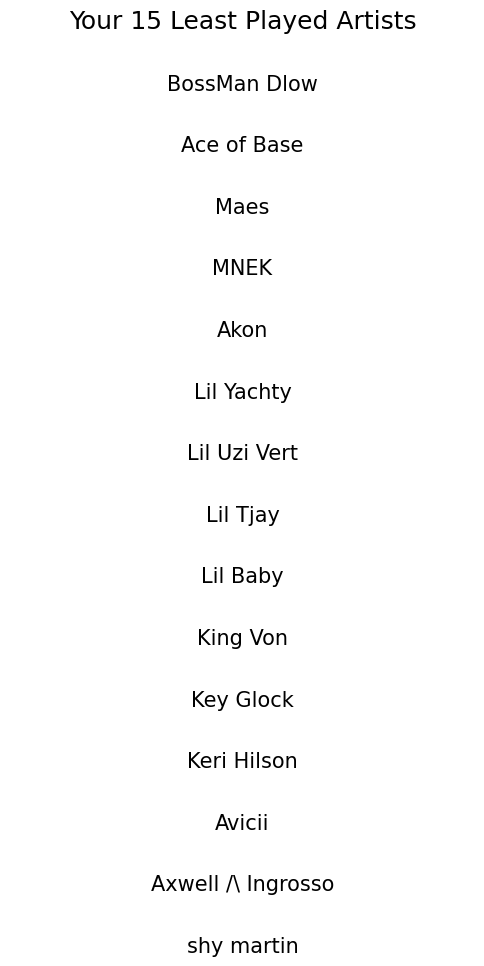 Your 15 Least Played Artists
BossMan Dlow
Ace of Base
Maes
MNEK
Akon
Lil Yachty
Lil Uzi Vert
Lil Tjay
Lil Baby
King Von
Key Glock
Keri Hilson
Avicii
Axwell /\ Ingrosso
shy martin